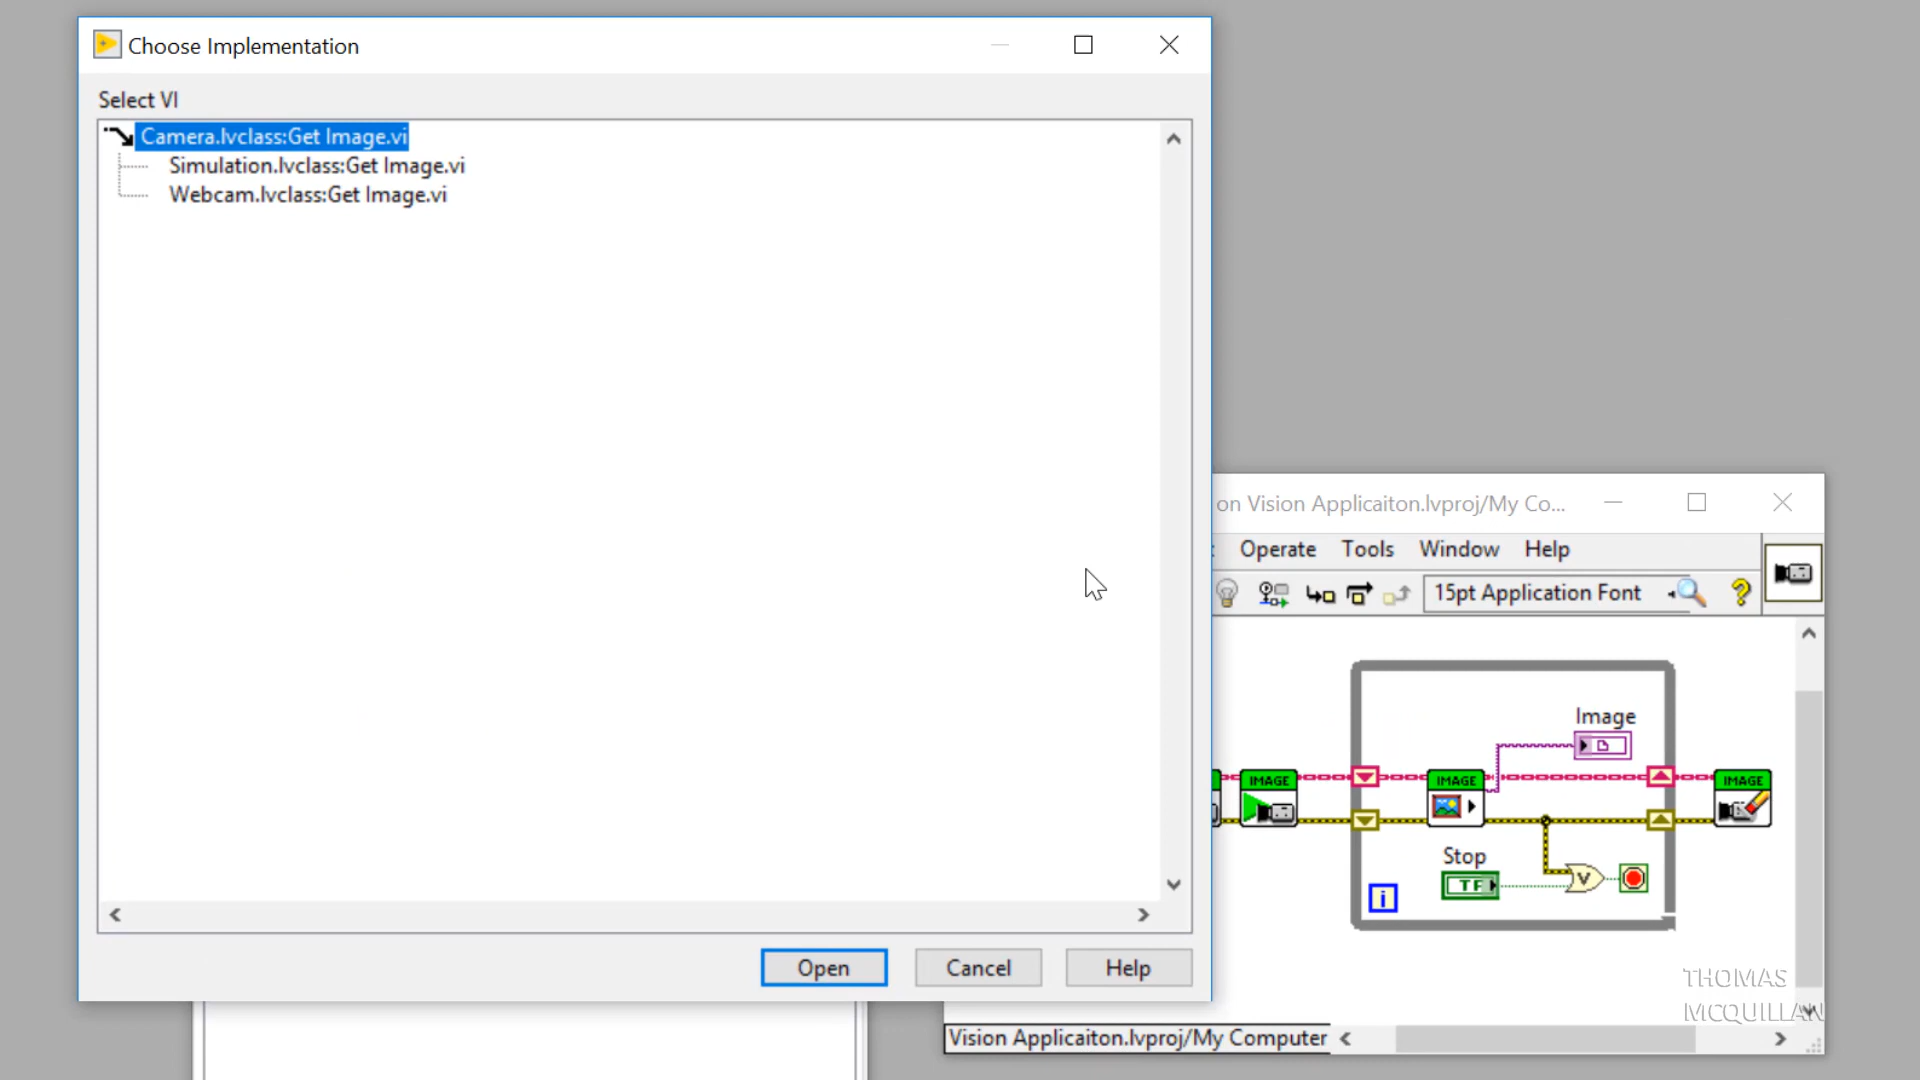 Choose Implementation
Select VI
Camera.lvclass:Get Image.vi
Simulation.lvclass:Get Image.vi
Webcam.lvclass:Get Image.vi
Open Cancel Help
on Vision Applicaiton.lvproj/My Co...
Operate Tools Window Help
15pt Application Font
Image
IMAGE IMAGE IMAGE
Stop
TF
V
i
THOMAS
MCQUILLAN
Vision Applicaiton.lvproj/My Computer